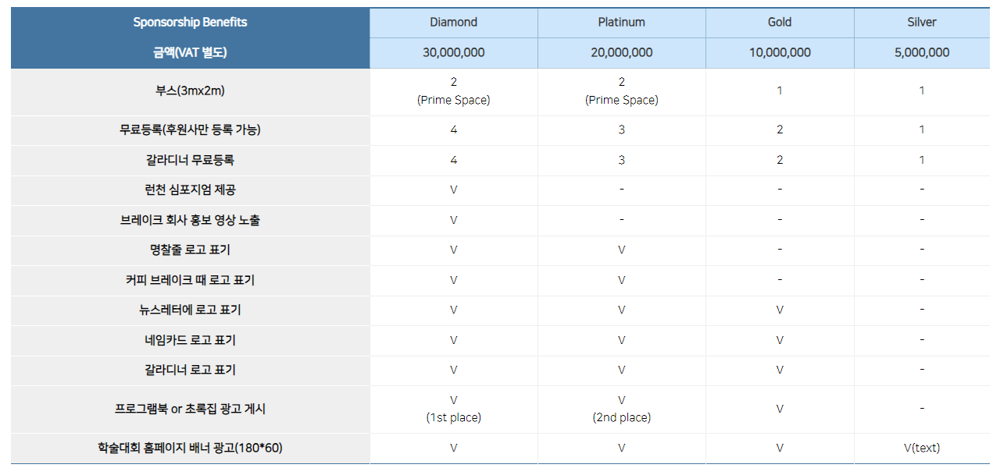 Sponsorship Benefits Diamond Platinum Gold Silver
금액(VAT 별도) 30,000,000 20,000,000 10,000,000 5,000,000
부스(3mx2m) 2 (Prime Space) 2 (Prime Space) 1 1
무료등록(후원사만 등록 가능) 4 3 2 1
갈라디너 무료등록 4 3 2 1
런천 심포지엄 제공 V - - -
브레이크 회사 홍보 영상 노출 V - - -
명찰줄 로고 표기 V V - -
커피 브레이크 때 로고 표기 V V - -
뉴스레터에 로고 표기 V V V -
네임카드 로고 표기 V V V -
갈라디너 로고 표기 V V V -
프로그램북 or 초록집 광고 게시 V (1st place) V (2nd place) V -
학술대회 홈페이지 배너 광고(180*60) V V V V(text)